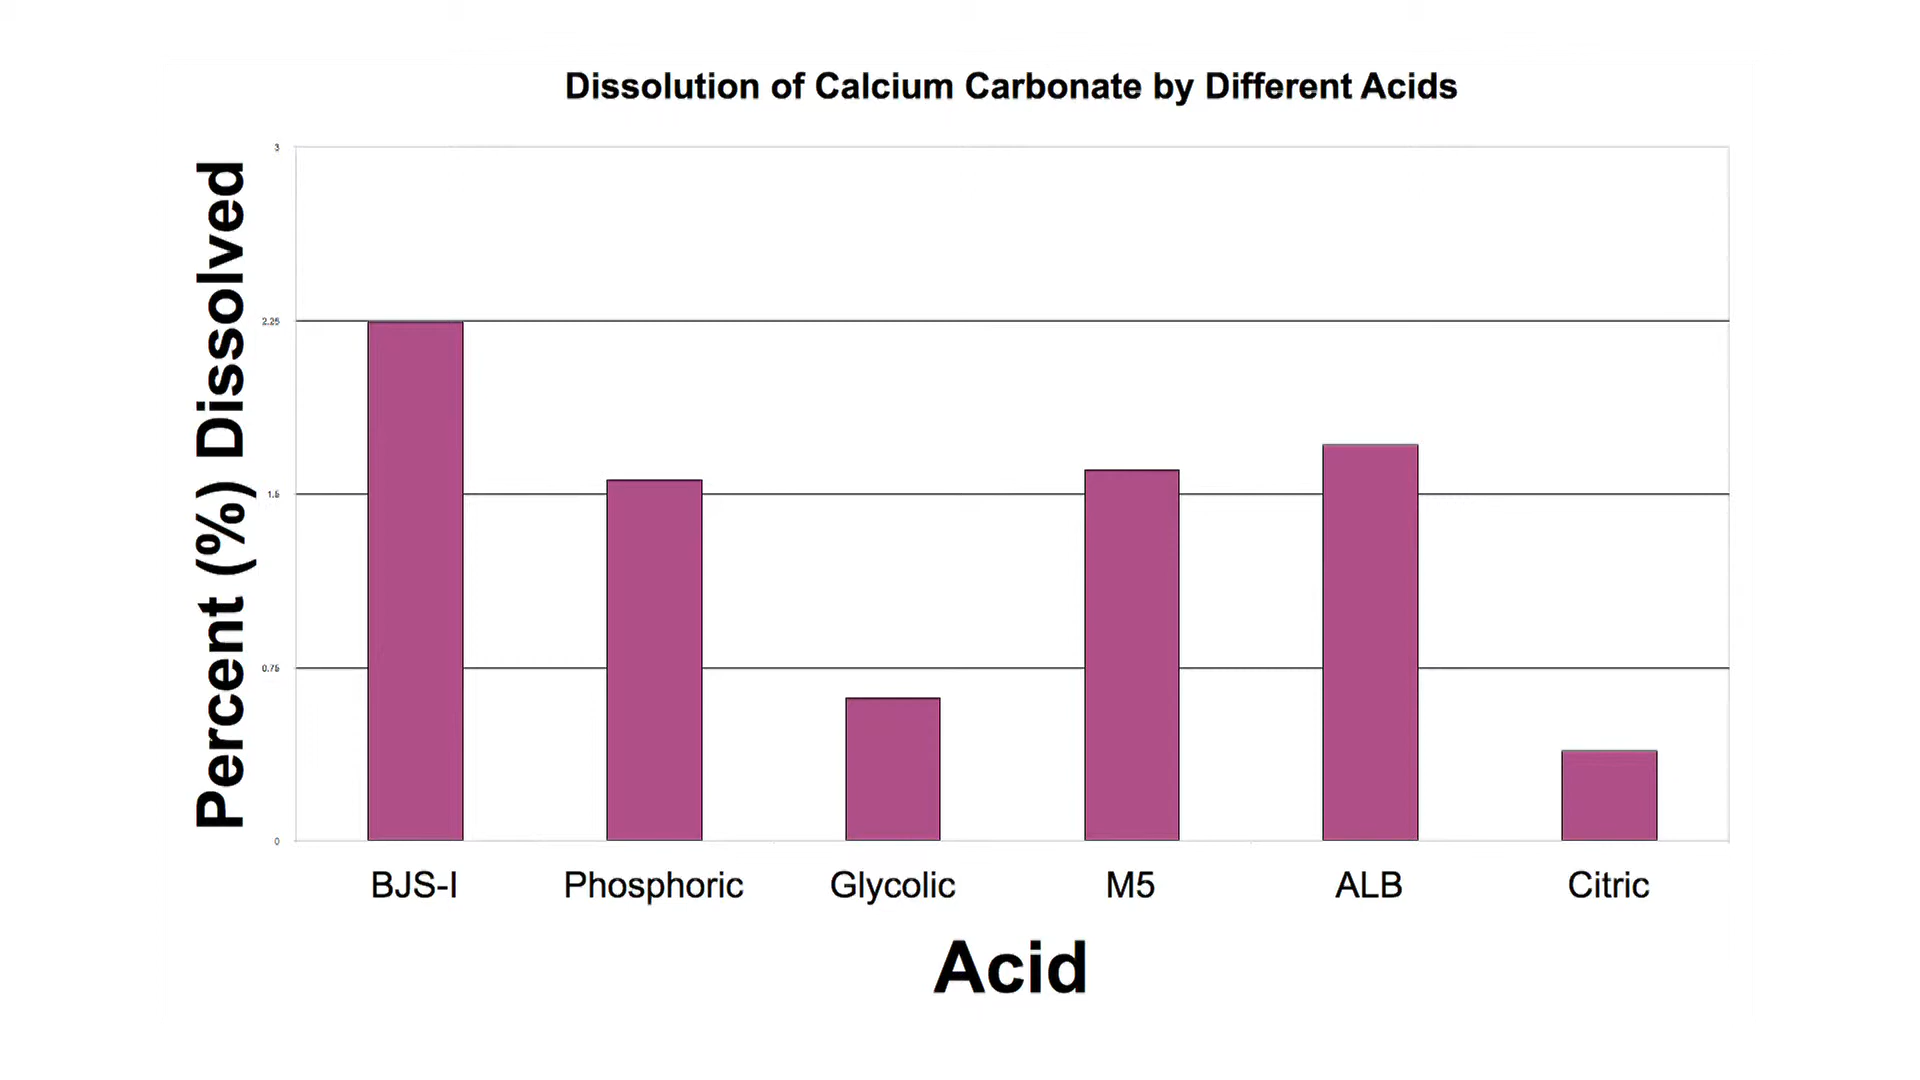 Dissolution of Calcium Carbonate by Different Acids
Percent (%) Dissolved
3
2.25
1.5
0.75
0
BJS-I Phosphoric Glycolic M5 ALB Citric
Acid